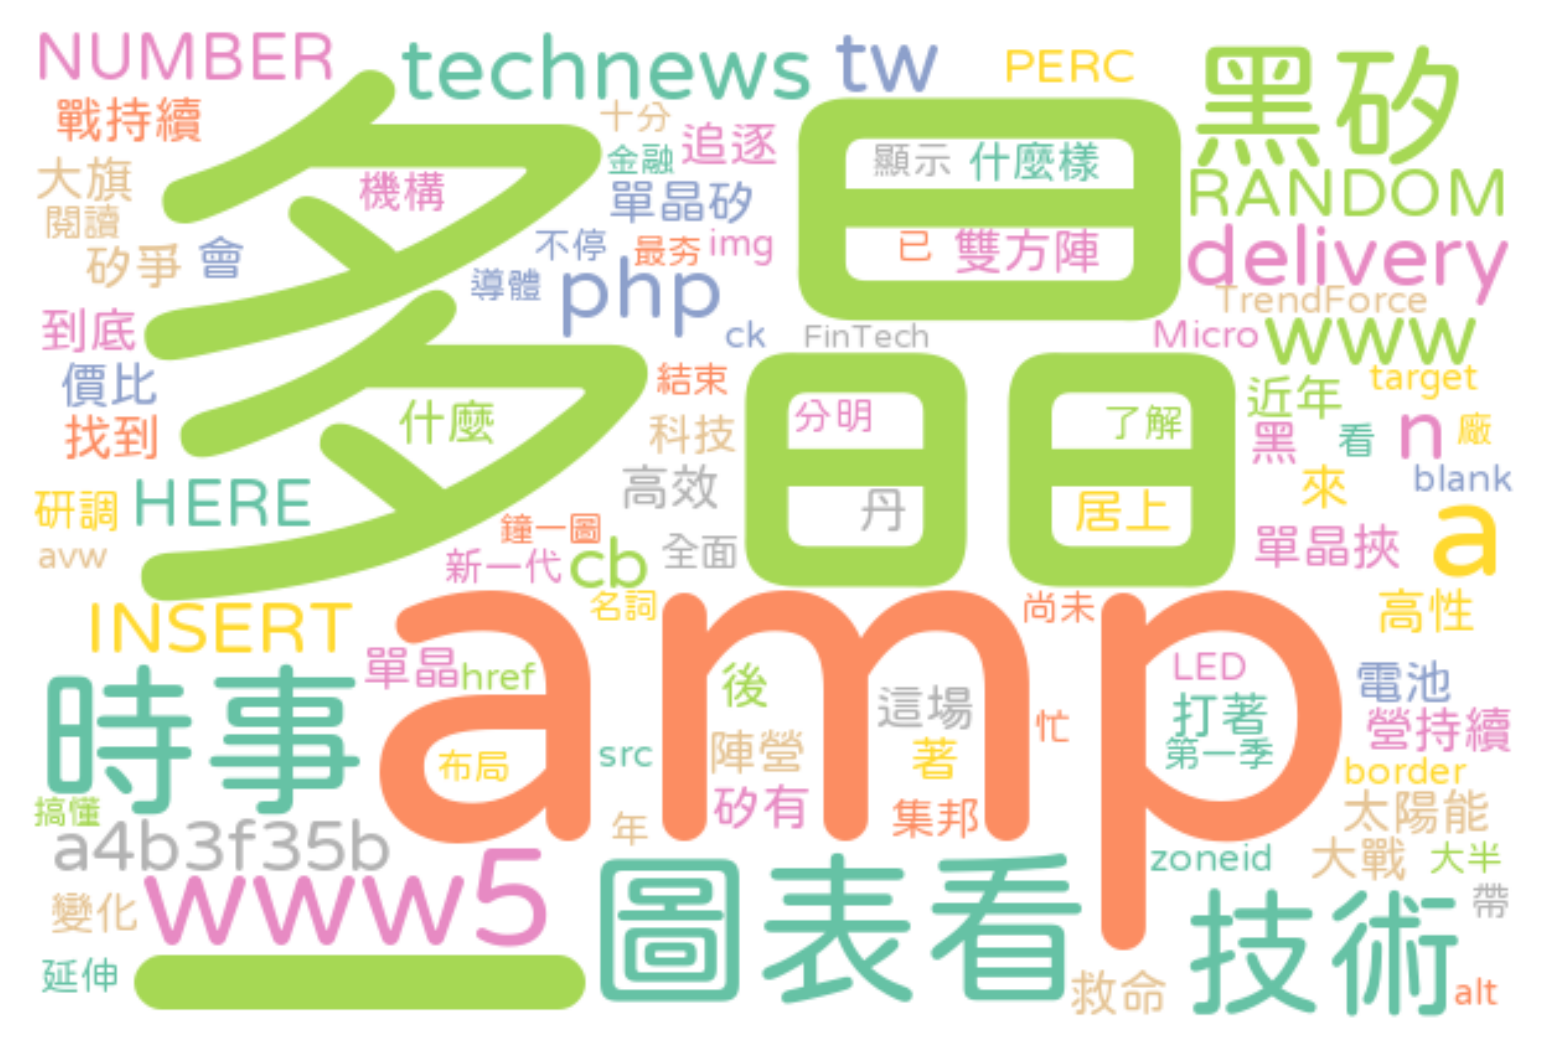 NUMBER
technews
tw
PERC
黑矽
戰持續
十分
追逐
多晶
金融
顯示
什麼樣
大旗
機構
單晶矽
RANDOM
閱讀
矽爭
會
不停
最夯
img
已
雙方陣
delivery
導體
php
TrendForce
到底
ck
FinTech
Micro
www
價比
結束
target
近年
找到
什麼
科技
分明
了解
黑
看
n
廠
研調
HERE
高效
丹
居上
來
blank
avw
鐘一圖
新一代
cb
全面
單晶挾
a
INSERT
名詞
amp
尚未
高性
時事
單晶
href
後
這場
LED
電池
打著
忙
營持續
布局
src
陣營
著
第一季
border
搞懂
矽有
集邦
太陽能
a4b3f35b
年
zoneid
大戰
大半
變化
www5
圖表看
技術
帶
延伸
一
救命
alt